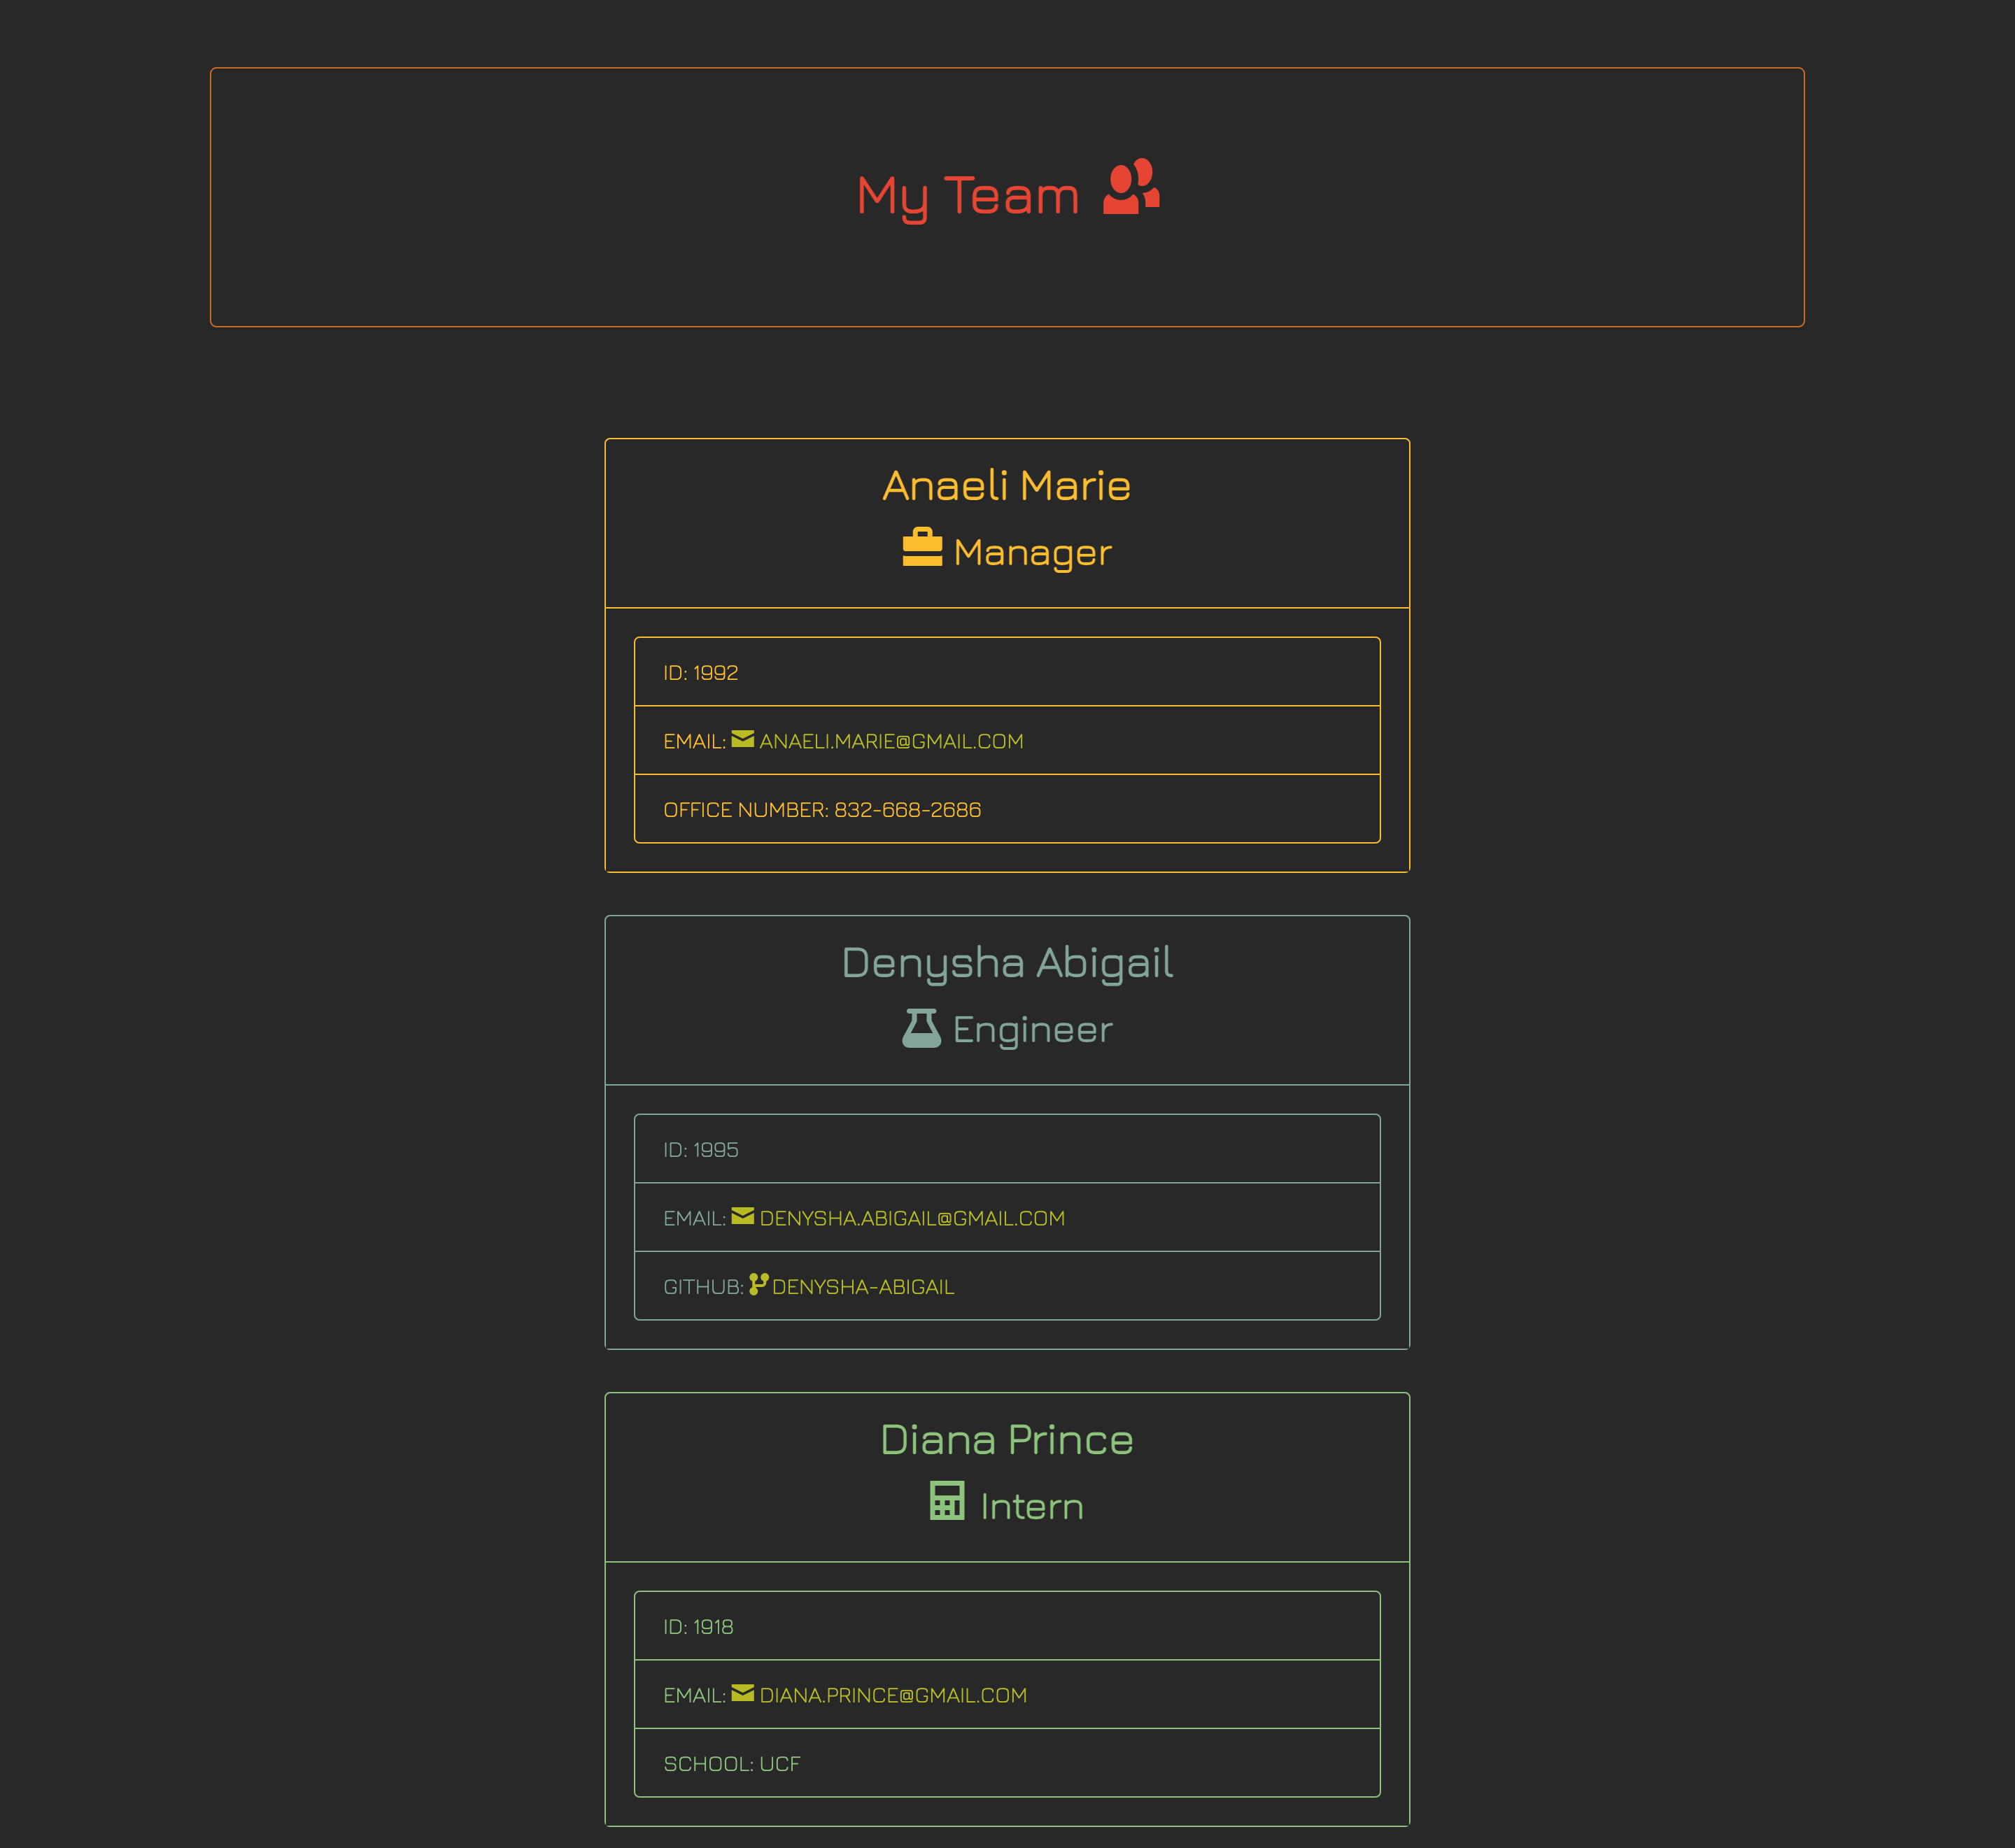 My Team
Anaeli Marie
Manager
ID: 1992
EMAIL: ANAELI.MARIE@GMAIL.COM
OFFICE NUMBER: 832-668-2686
Denysha Abigail
Engineer
ID: 1995
EMAIL: DENYSHA.ABIGAIL@GMAIL.COM
GITHUB: DENYSHA-ABIGAIL
Diana Prince
Intern
ID: 1918
EMAIL: DIANA.PRINCE@GMAIL.COM
SCHOOL: UCF